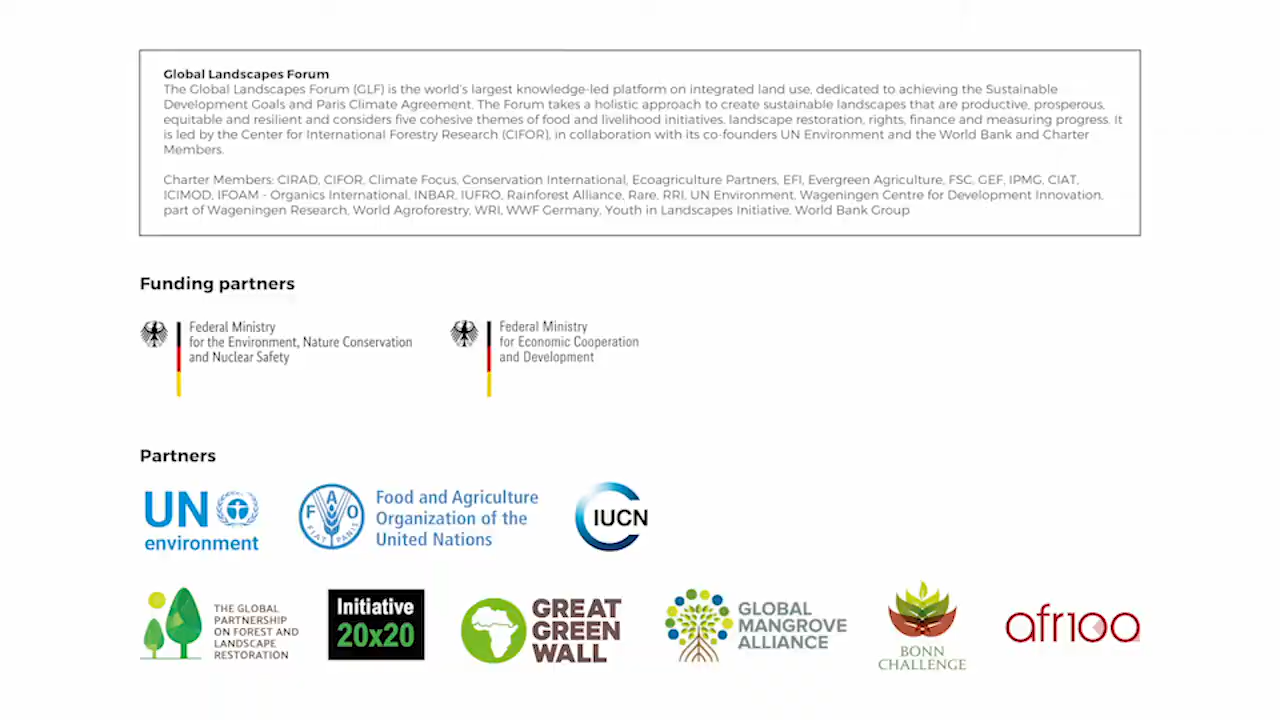 Global Landscapes Forum
The Global Landscapes Forum (GLF) is the world's largest knowledge-led platform on integrated land use, dedicated to achieving the Sustainable
Development Goals and Paris Climate Agreement. The Forum takes a holistic approach to create sustainable landscapes that are productive, prosperous,
equitable and resilient and considers five cohesive themes of food and livelihood initiatives, landscape restoration, rights, finance and measuring progress. It
is led by the Center for International Forestry Research (CIFOR), in collaboration with its co-founders UN Environment and the World Bank and Charter
Members.
Charter Members: CIRAD, CIFOR, Climate Focus, Conservation International, Ecoagriculture Partners, EFI, Evergreen Agriculture, FSC, GEF, IPMG, CIAT,
ICIMOD, IFOAM - Organics International, INBAR, IUFRO, Rainforest Alliance, Rare, RRI, UN Environment, Wageningen Centre for Development Innovation,
part of Wageningen Research, World Agroforestry, WRI, WWF Germany, Youth in Landscapes Initiative, World Bank Group
Funding partners
Federal Ministry
for the Environment, Nature Conservation
and Nuclear Safety
Federal Ministry
for Economic Cooperation
and Development
Partners
UN
environment
FAO
FIAT PANIS
Food and Agriculture
Organization of the
United Nations
IUCN
THE GLOBAL
PARTNERSHIP
ON FOREST AND
LANDSCAPE
RESTORATION
Initiative
20x20
GREAT
GREEN
WALL
GLOBAL
MANGROVE
ALLIANCE
BONN
CHALLENGE
afr100